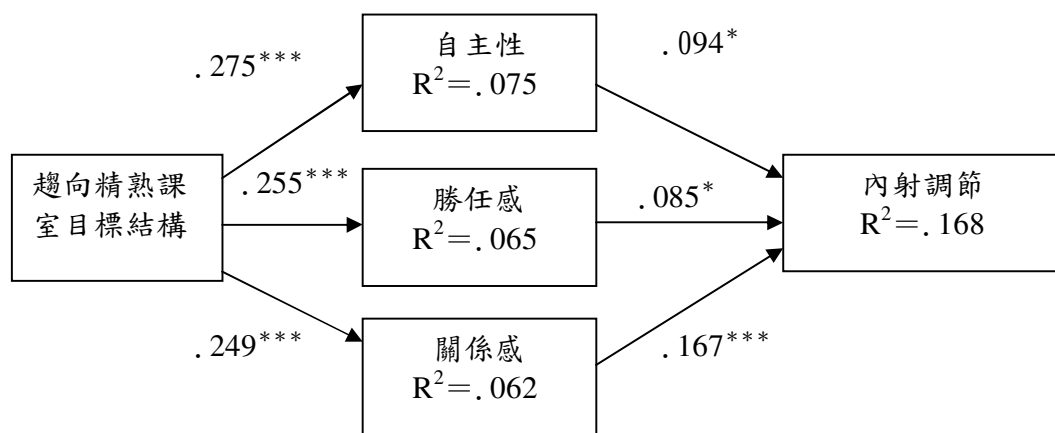 .275***
自主性
R²＝.075
.094*
趨向精熟課
室目標結構
.255***
勝任感
R²＝.065
.085*
內射調節
R²＝.168
.249***
關係感
R²＝.062
.167***